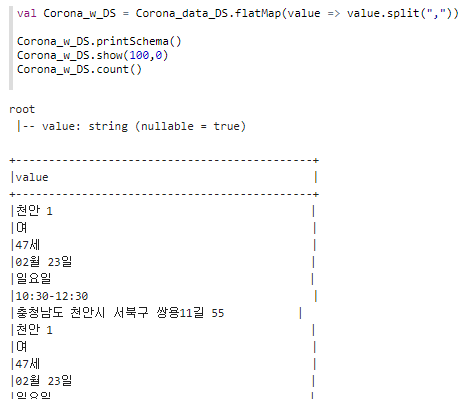 val Corona_w_DS = Corona_data_DS.flatMap(value => value.split(","))
Corona_w_DS.printSchema()
Corona_w_DS.show(100,0)
Corona_w_DS.count()
root
|-- value: string (nullable = true)
+---------------------------------------------+
|value |
+---------------------------------------------+
|천안 1 |
|여 |
|47세 |
|02월 23일 |
|일요일 |
|10:30-12:30 |
|충청남도 천안시 서북구 쌍용11길 55 |
|천안 1 |
|여 |
|47세 |
|02월 23일 |
|일요일 |